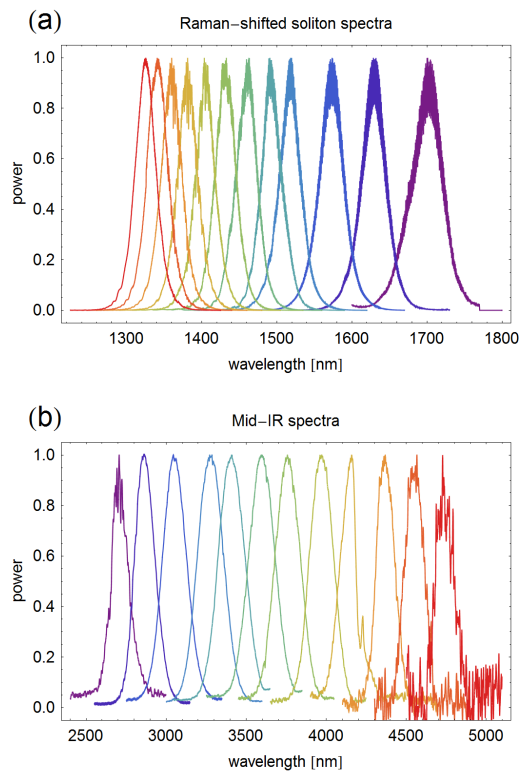 (a) Raman−shifted soliton spectra
1.0
0.8
0.6
0.4
0.2
0.0
power
1300 1400 1500 1600 1700 1800
wavelength [nm]
(b) Mid−IR spectra
1.0
0.8
0.6
0.4
0.2
0.0
power
2500 3000 3500 4000 4500 5000
wavelength [nm]